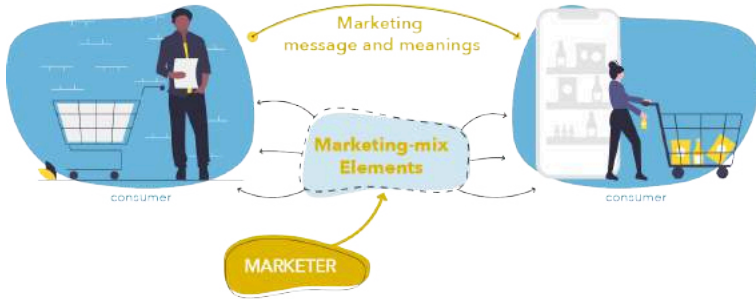 Marketing
message and meanings
Marketing-mix
Elements
consumer
consumer
MARKETER